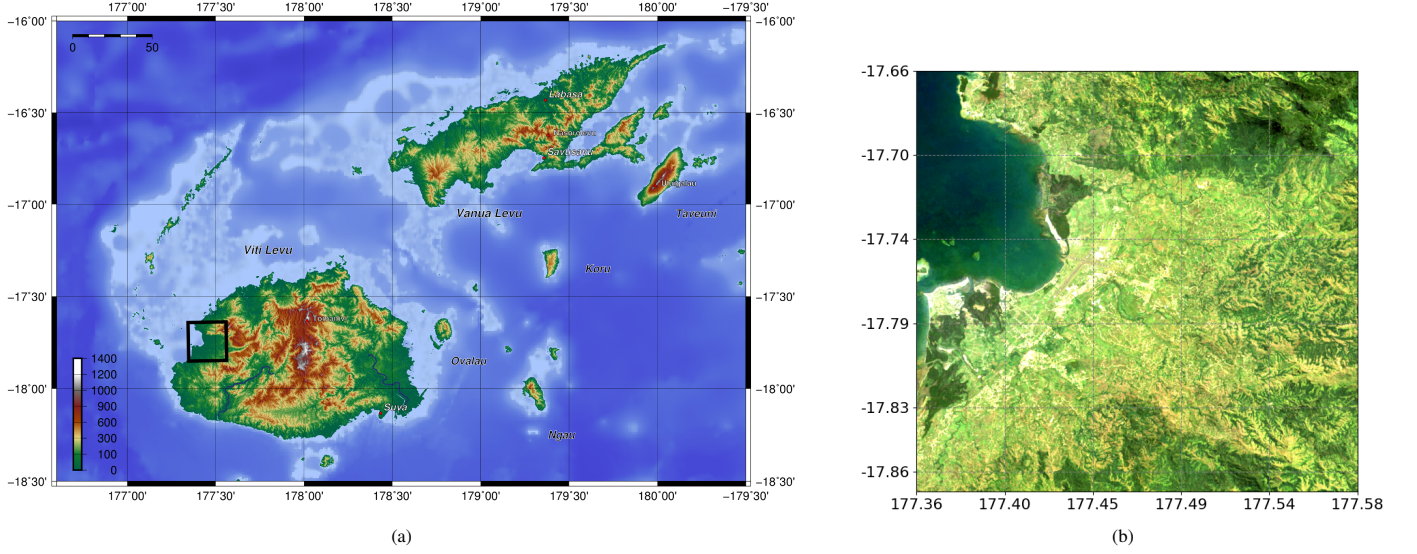 177°00' 177°30' 178°00' 178°30' 179°00' 179°30' 180°00' −179°30'
−16°00' −16°00'
0 50
−16°30' −16°30'
Labasa
Savusavu
−17°00' −17°00'
Vanua Levu
Taveuni
Viti Levu
Koru
−17°30' −17°30'
Ovalau
−18°00' −18°00'
Suva
Ngau
−18°30' −18°30'
1400
1200
1000
900
600
300
100
0
177°00' 177°30' 178°00' 178°30' 179°00' 179°30' 180°00' −179°30'
(a)
-17.66
-17.70
-17.74
-17.79
-17.83
-17.86
177.36 177.40 177.45 177.49 177.54 177.58
(b)